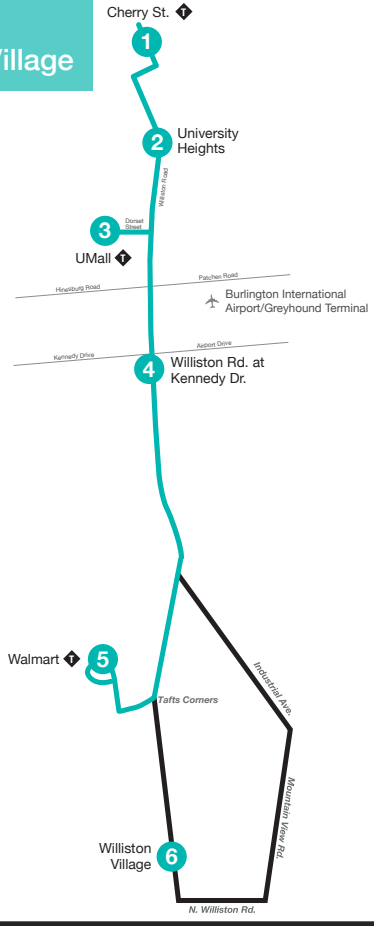 Cherry St. T
Village
1
2
University
Heights
Williston Road
3
Dorset
Street
UMall T
Hinesburg Road
Patchen Road
Burlington International
Airport/Greyhound Terminal
Kennedy Drive
Airport Drive
4
Williston Rd. at
Kennedy Dr.
Walmart T
5
Industrial Ave.
Tafts Corners
Mountain View Rd.
Williston
Village
6
N. Williston Rd.